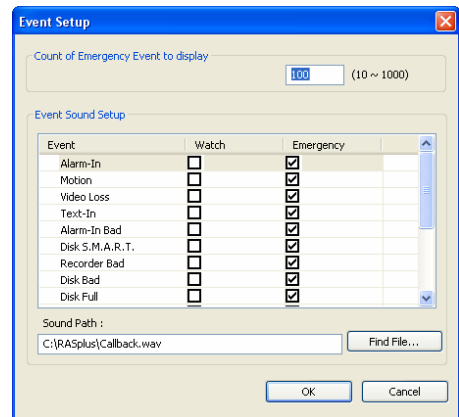 Event Setup
Count of Emergency Event to display
100 (10 ~ 1000)
Event Sound Setup
Event Watch Emergency
Alarm-In
Motion
Video Loss
Text-In
Alarm-In Bad
Disk S.M.A.R.T.
Recorder Bad
Disk Bad
Disk Full
Sound Path :
C:\RASplus\Callback.wav Find File...
OK Cancel